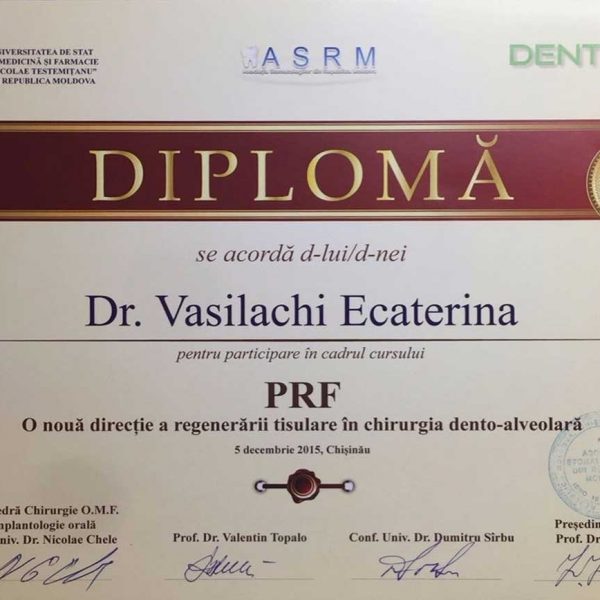 NIVERSITATEA DE STAT
MEDICINĂ ȘI FARMACIE
COLAE TESTEMIȚANU"
REPUBLICA MOLDOVA
ASRM
DENT
DIPLOMĂ
se acordă d-lui/d-nei
Dr. Vasilachi Ecaterina
pentru participare în cadrul cursului
PRF
O nouă direcție a regenerării tisulare în chirurgia dento-alveolară
5 decembrie 2015, Chișinău
edră Chirurgie O.M.F.
mplantologie orală
niv. Dr. Nicolae Chele
Prof. Dr. Valentin Topalo
Conf. Univ. Dr. Dumitru Sîrbu
Președin
Prof. Dr.